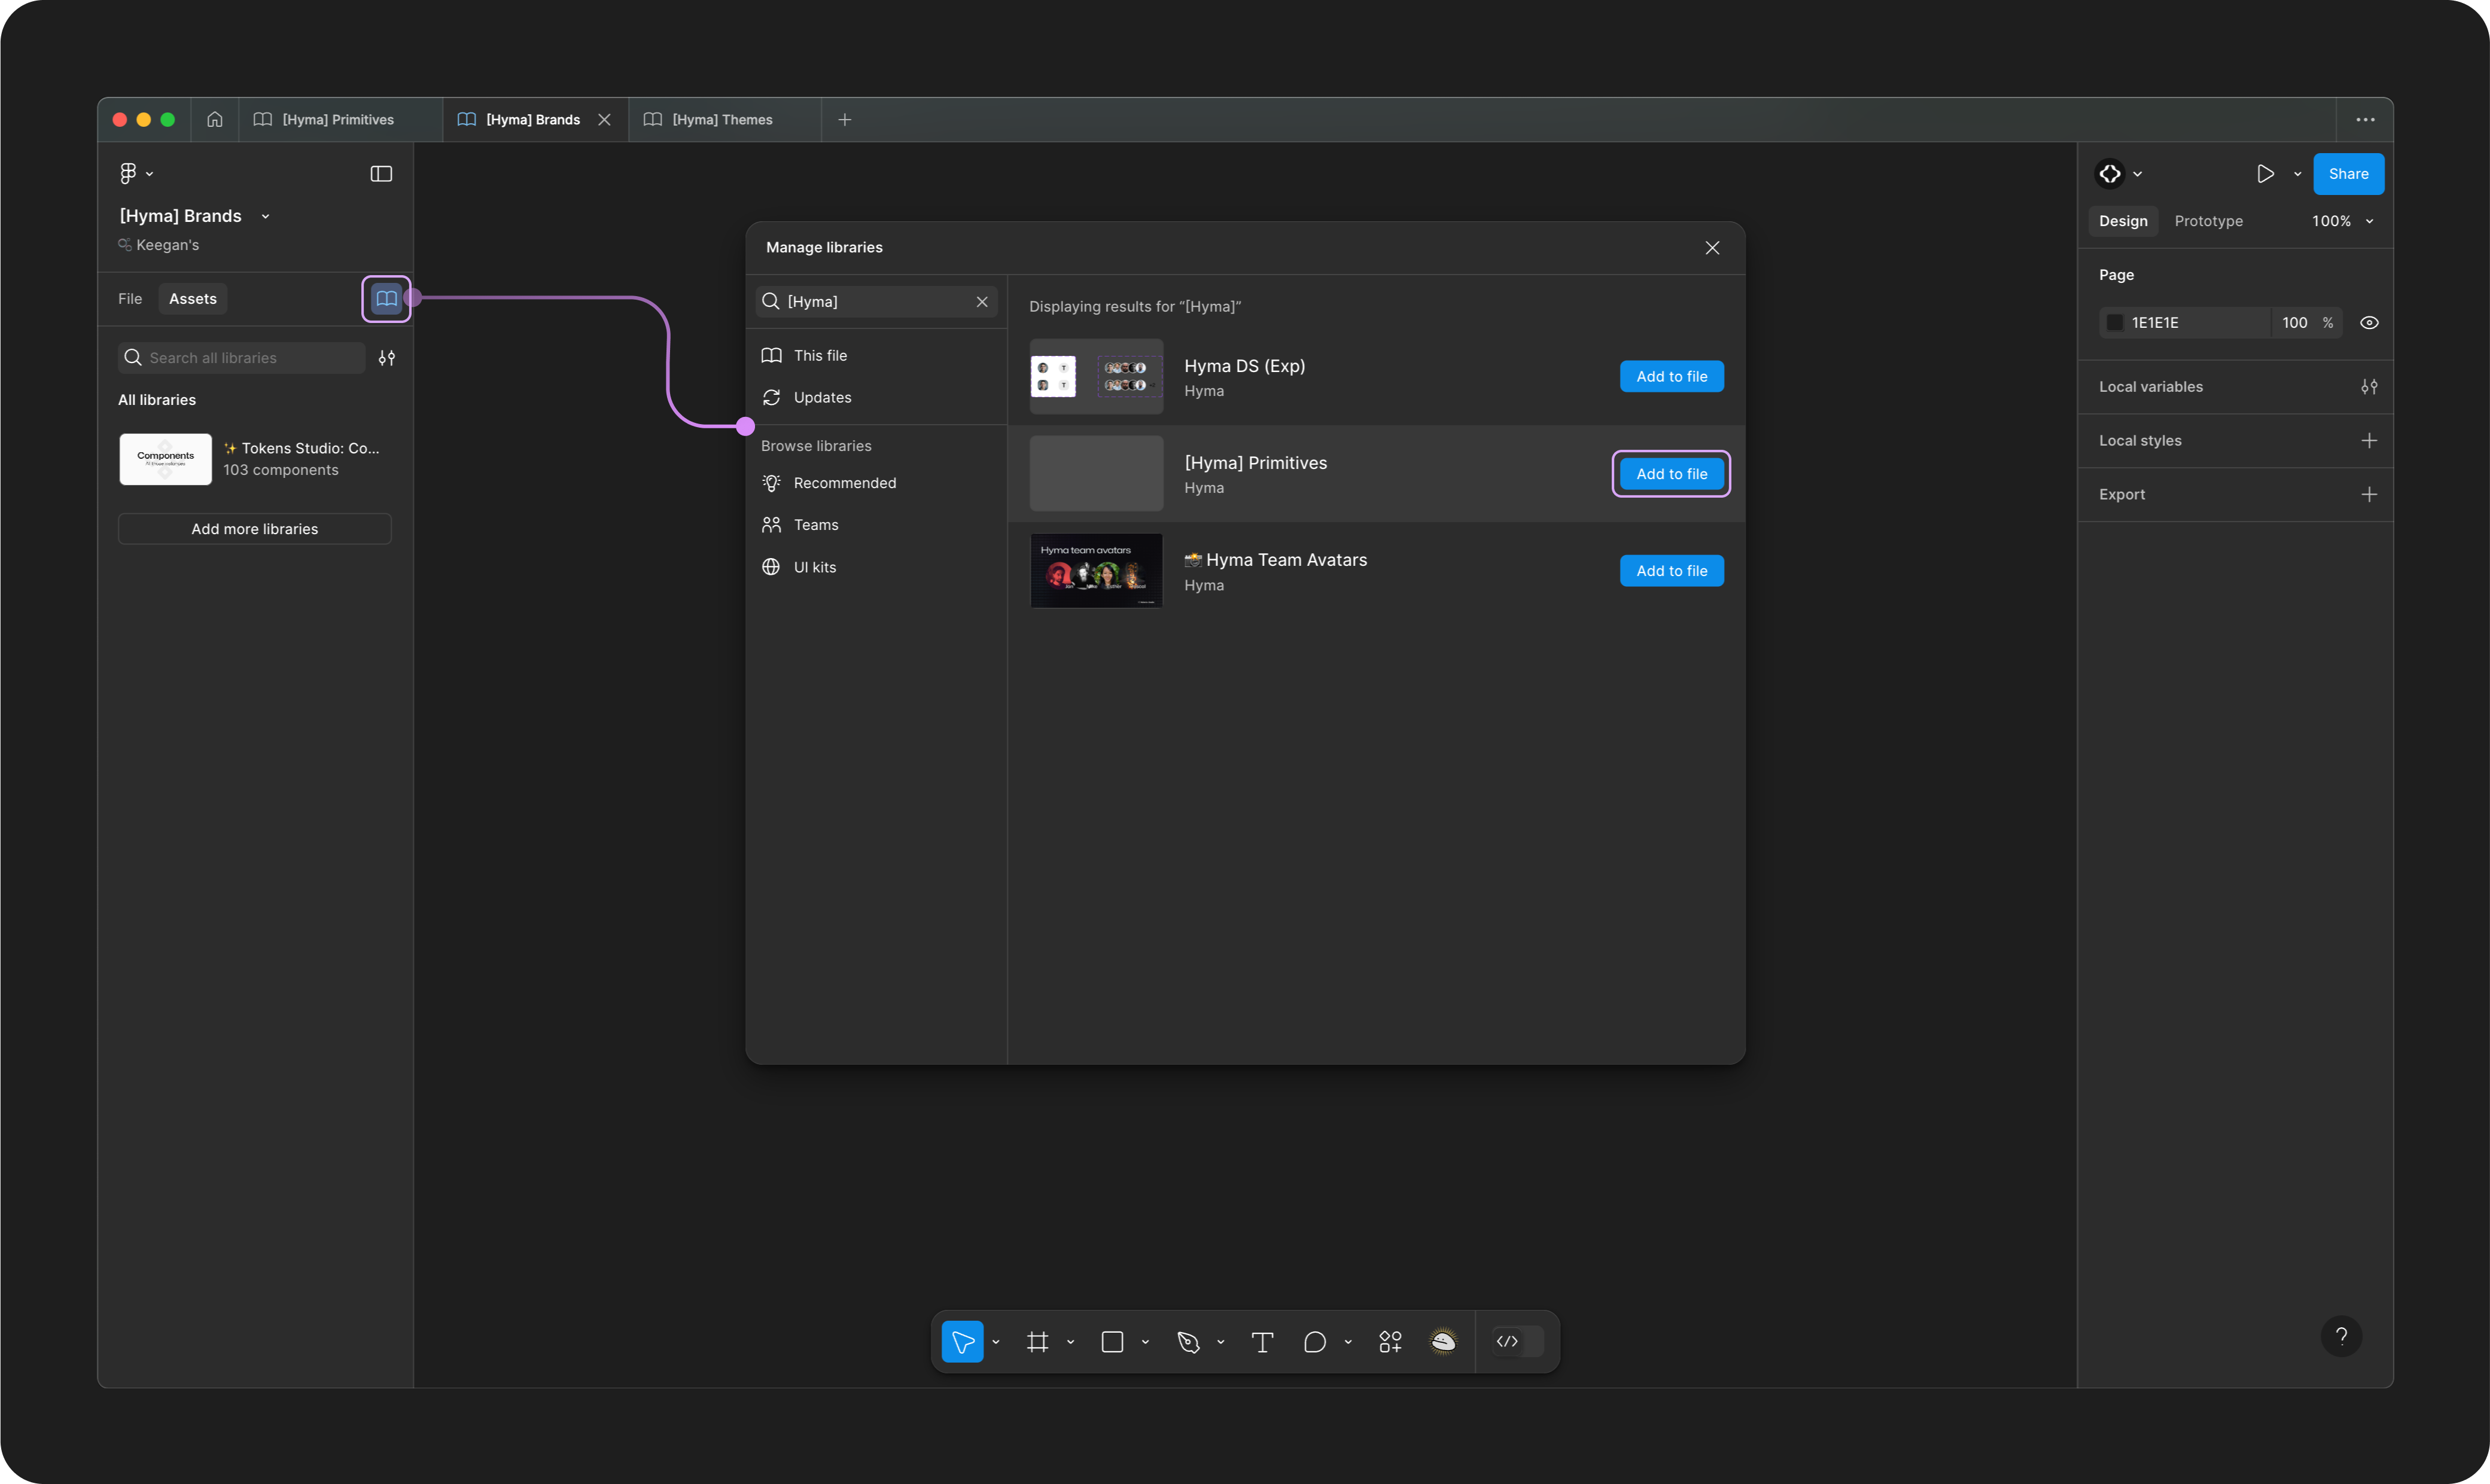 [Hyma] Primitives
[Hyma] Brands
[Hyma] Themes
[Hyma] Brands
Keegan's
File
Assets
Search all libraries
All libraries
Components
✨ Tokens Studio: Co...
103 components
Add more libraries
Manage libraries
[Hyma]
This file
Updates
Browse libraries
Recommended
Teams
UI kits
Displaying results for “[Hyma]”
Hyma DS (Exp)
Hyma
Add to file
[Hyma] Primitives
Hyma
Add to file
Hyma team avatars
📸 Hyma Team Avatars
Hyma
Add to file
Share
Design
Prototype
100%
Page
1E1E1E
100 %
Local variables
Local styles
Export
?